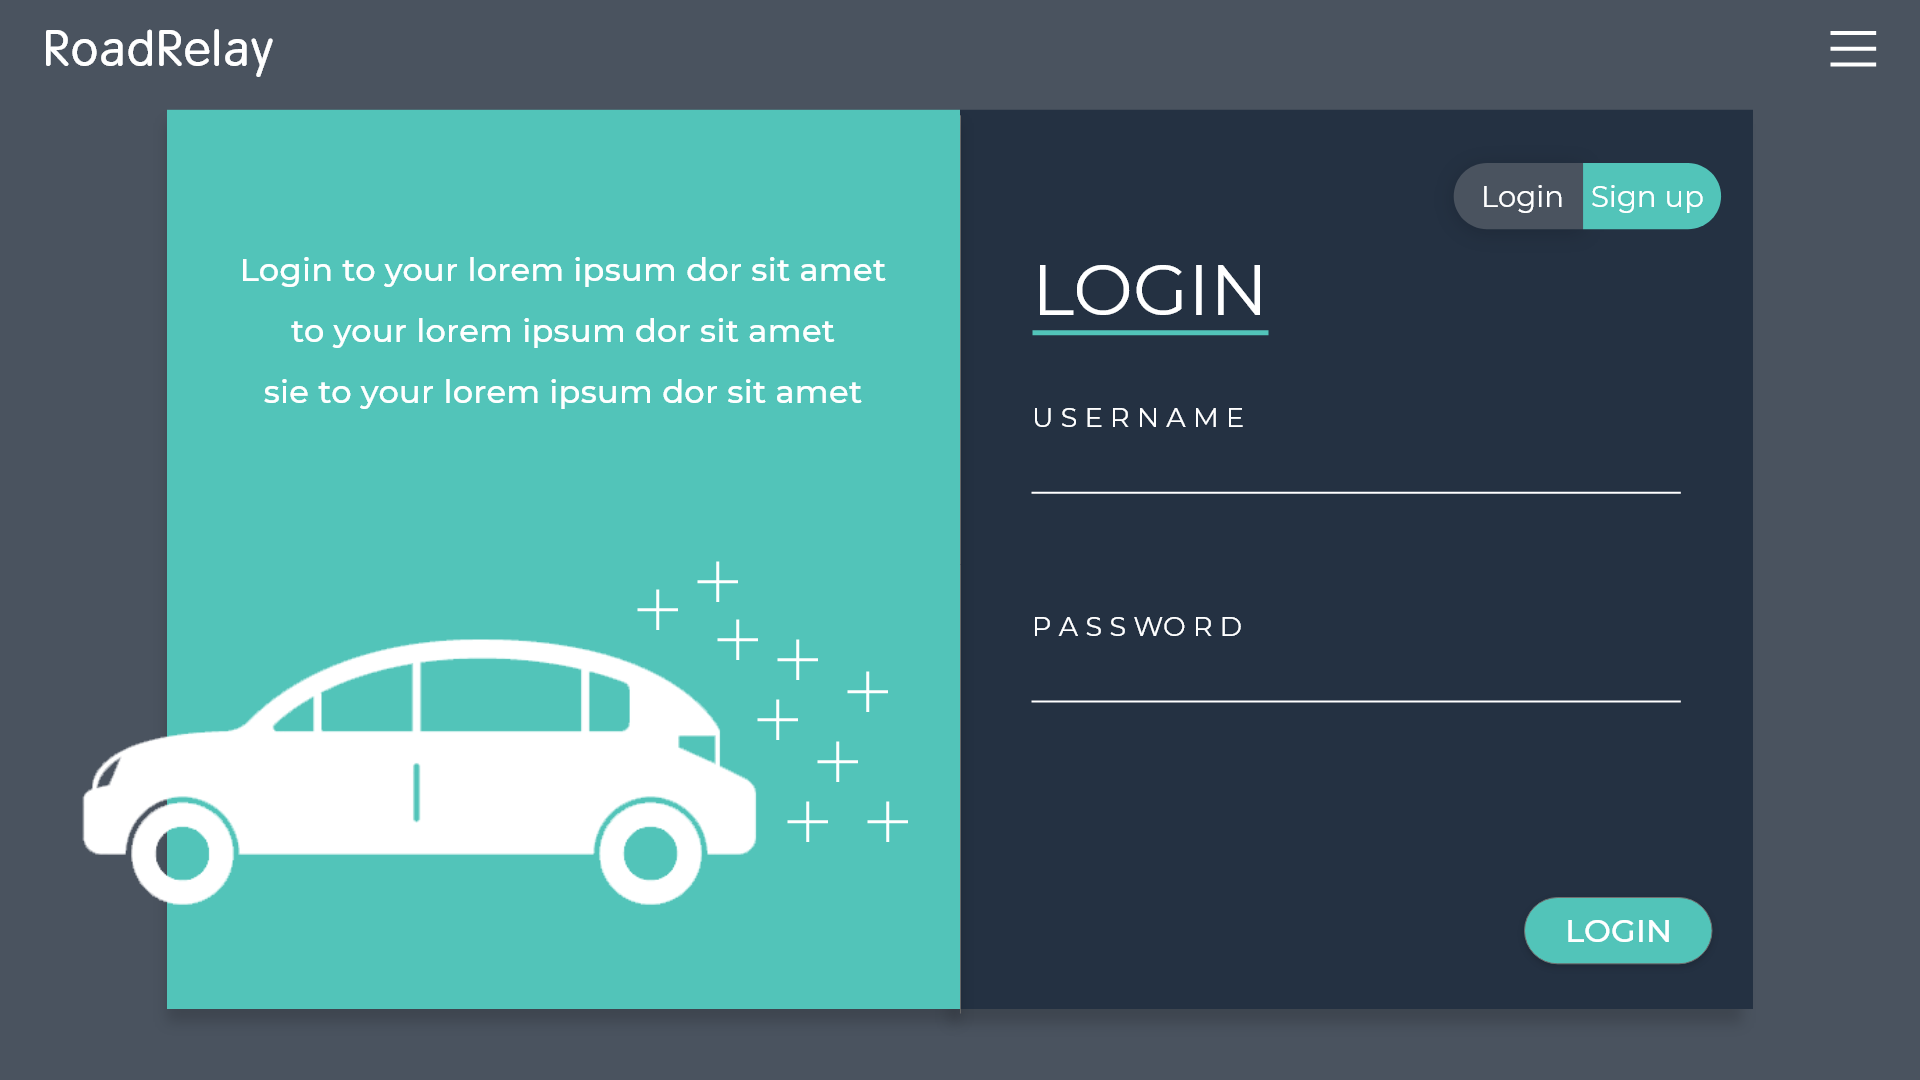 RoadRelay
Login to your lorem ipsum dor sit amet
to your lorem ipsum dor sit amet
sie to your lorem ipsum dor sit amet
Login Sign up
LOGIN
USERNAME
PASSWORD
LOGIN